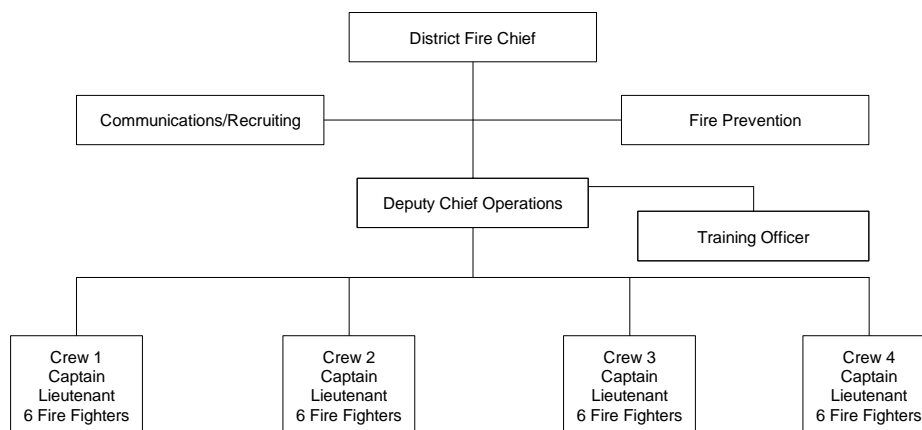 District Fire Chief
Communications/Recruiting
Fire Prevention
Deputy Chief Operations
Training Officer
Crew 1
Captain
Lieutenant
6 Fire Fighters
Crew 2
Captain
Lieutenant
6 Fire Fighters
Crew 3
Captain
Lieutenant
6 Fire Fighters
Crew 4
Captain
Lieutenant
6 Fire Fighters